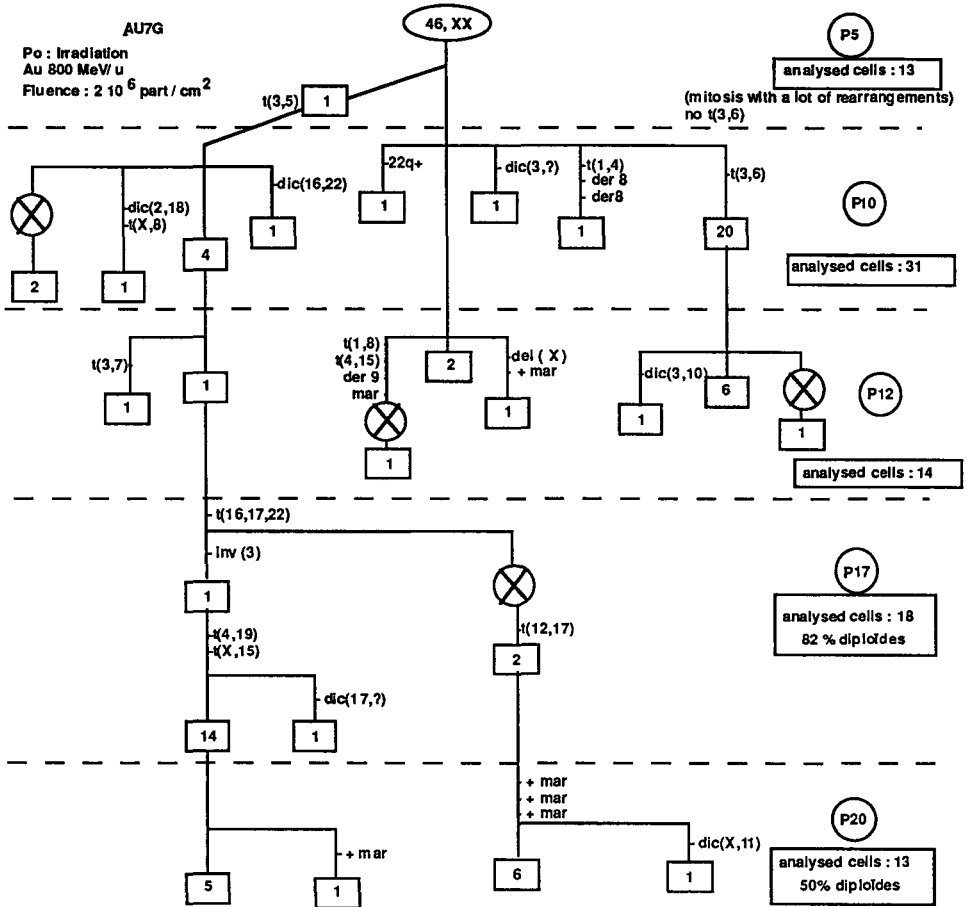 AU7G
Po : Irradiation
Au 800 MeV/ u
Fluence : 2 10 6 part / cm2
46, XX
P5
analysed cells : 13
(mitosis with a lot of rearrangements)
no t(3,6)
t(3,5)
1
22q+
dic(3,?)
t(1,4)
der 8
der8
t(3,6)
dic(2,18)
t(X,8)
dic(16,22)
P10
1
1
1
20
2
1
4
1
analysed cells : 31
t(3,7)
1
1
t(1,8)
t(4,15)
der 9
mar
2
del ( X )
+ mar
1
1
dic(3,10)
6
1
1
P12
analysed cells : 14
t(16,17,22)
inv (3)
1
t(12,17)
2
P17
analysed cells : 18
82 % diploïdes
t(4,19)
t(X,15)
dic(17,?)
14
1
+ mar
+ mar
+ mar
P20
+ mar
dic(X,11)
5
1
6
1
analysed cells : 13
50% diploïdes